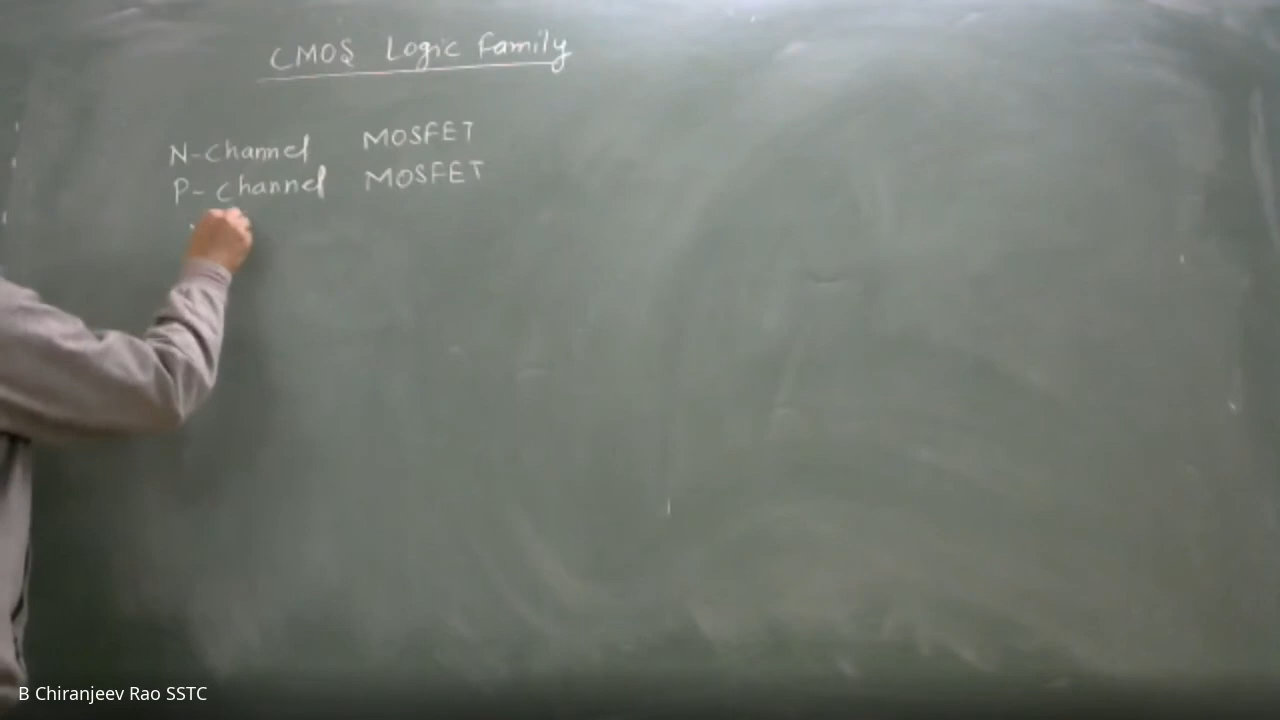 CMOS Logic Family
N-Channel MOSFET
P-Channel MOSFET
B Chiranjeev Rao SSTC